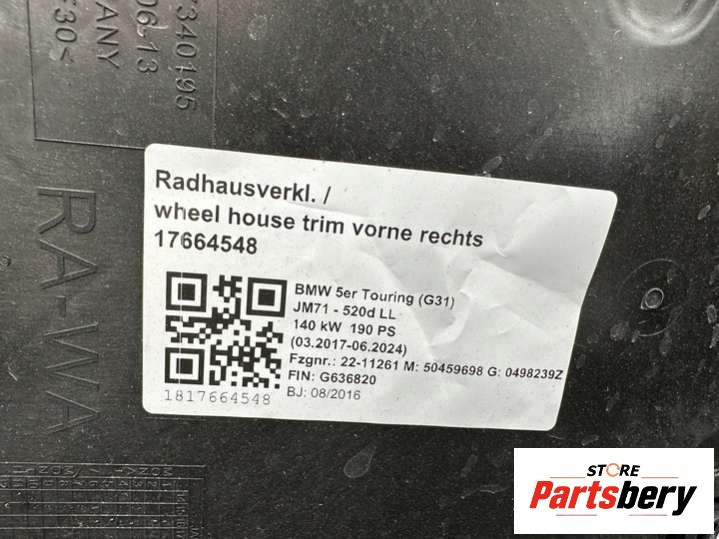 340195
06-13
ANY
30<
RA-WA
Radhausverkl. /
wheel house trim vorne rechts
17664548
BMW 5er Touring (G31)
JM71 - 520d LL
140 kW 190 PS
(03.2017-06.2024)
Fzgnr.: 22-11261 M: 50459698 G: 0498239Z
FIN: G636820
BJ: 08/2016
1817664548
STORE
Partsbery